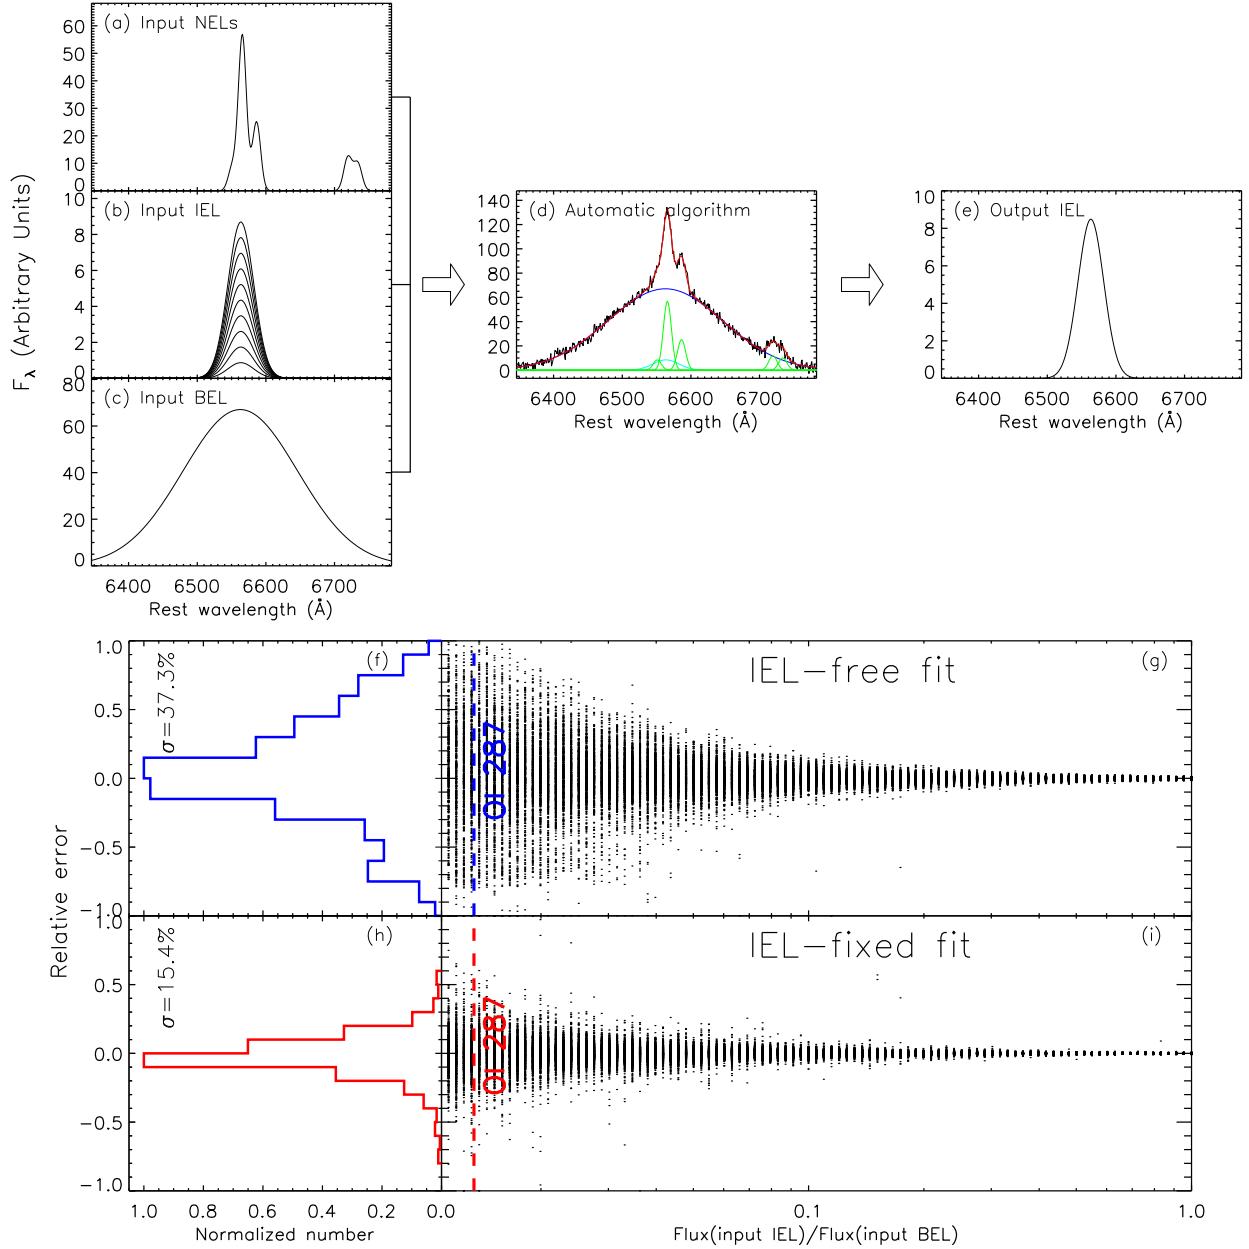 (a) Input NELs
60
50
40
30
20
10
0
(b) Input IEL
10
8
6
4
2
0
(c) Input BEL
80
60
40
20
0
6400 6500 6600 6700
Rest wavelength (Å)
Fλ (Arbitrary Units)
(d) Automatic algorithm
140
120
100
80
60
40
20
0
6400 6500 6600 6700
Rest wavelength (Å)
(e) Output IEL
10
8
6
4
2
0
6400 6500 6600 6700
Rest wavelength (Å)
Relative error
(f)
σ=37.3%
1.0
0.5
0.0
−0.5
−1.0
IEL−free fit
(g)
OI 287
(h)
σ=15.4%
1.0
0.5
0.0
−0.5
−1.0
1.0 0.8 0.6 0.4 0.2 0.0
Normalized number
IEL−fixed fit
(i)
OI 287
0.1 1.0
Flux(input IEL)/Flux(input BEL)